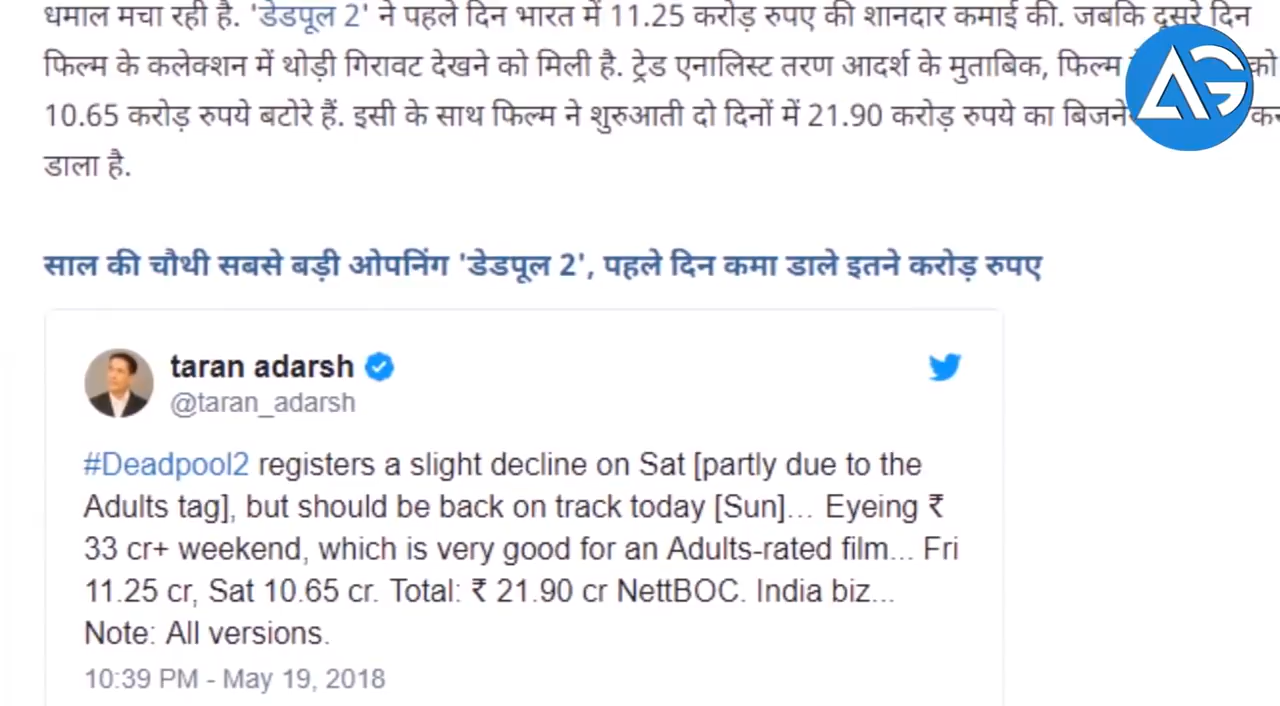 धमाल मचा रही है. 'डेडपूल 2' ने पहले दिन भारत में 11.25 करोड़ रुपए की शानदार कमाई की. जबकि दूसरे दिन
फिल्म के कलेक्शन में थोड़ी गिरावट देखने को मिली है. ट्रेड एनालिस्ट तरण आदर्श के मुताबिक, फिल्म को
10.65 करोड़ रुपये बटोरे हैं. इसी के साथ फिल्म ने शुरुआती दो दिनों में 21.90 करोड़ रुपये का
डाला है.
AG
साल की चौथी सबसे बड़ी ओपनिंग 'डेडपूल 2', पहले दिन कमा डाले इतने करोड़ रुपए
taran adarsh
@taran_adarsh
#Deadpool2 registers a slight decline on Sat [partly due to the
Adults tag], but should be back on track today [Sun]... Eyeing ₹
33 cr+ weekend, which is very good for an Adults-rated film... Fri
11.25 cr, Sat 10.65 cr. Total: ₹ 21.90 cr NettBOC. India biz...
Note: All versions.
10:39 PM - May 19, 2018